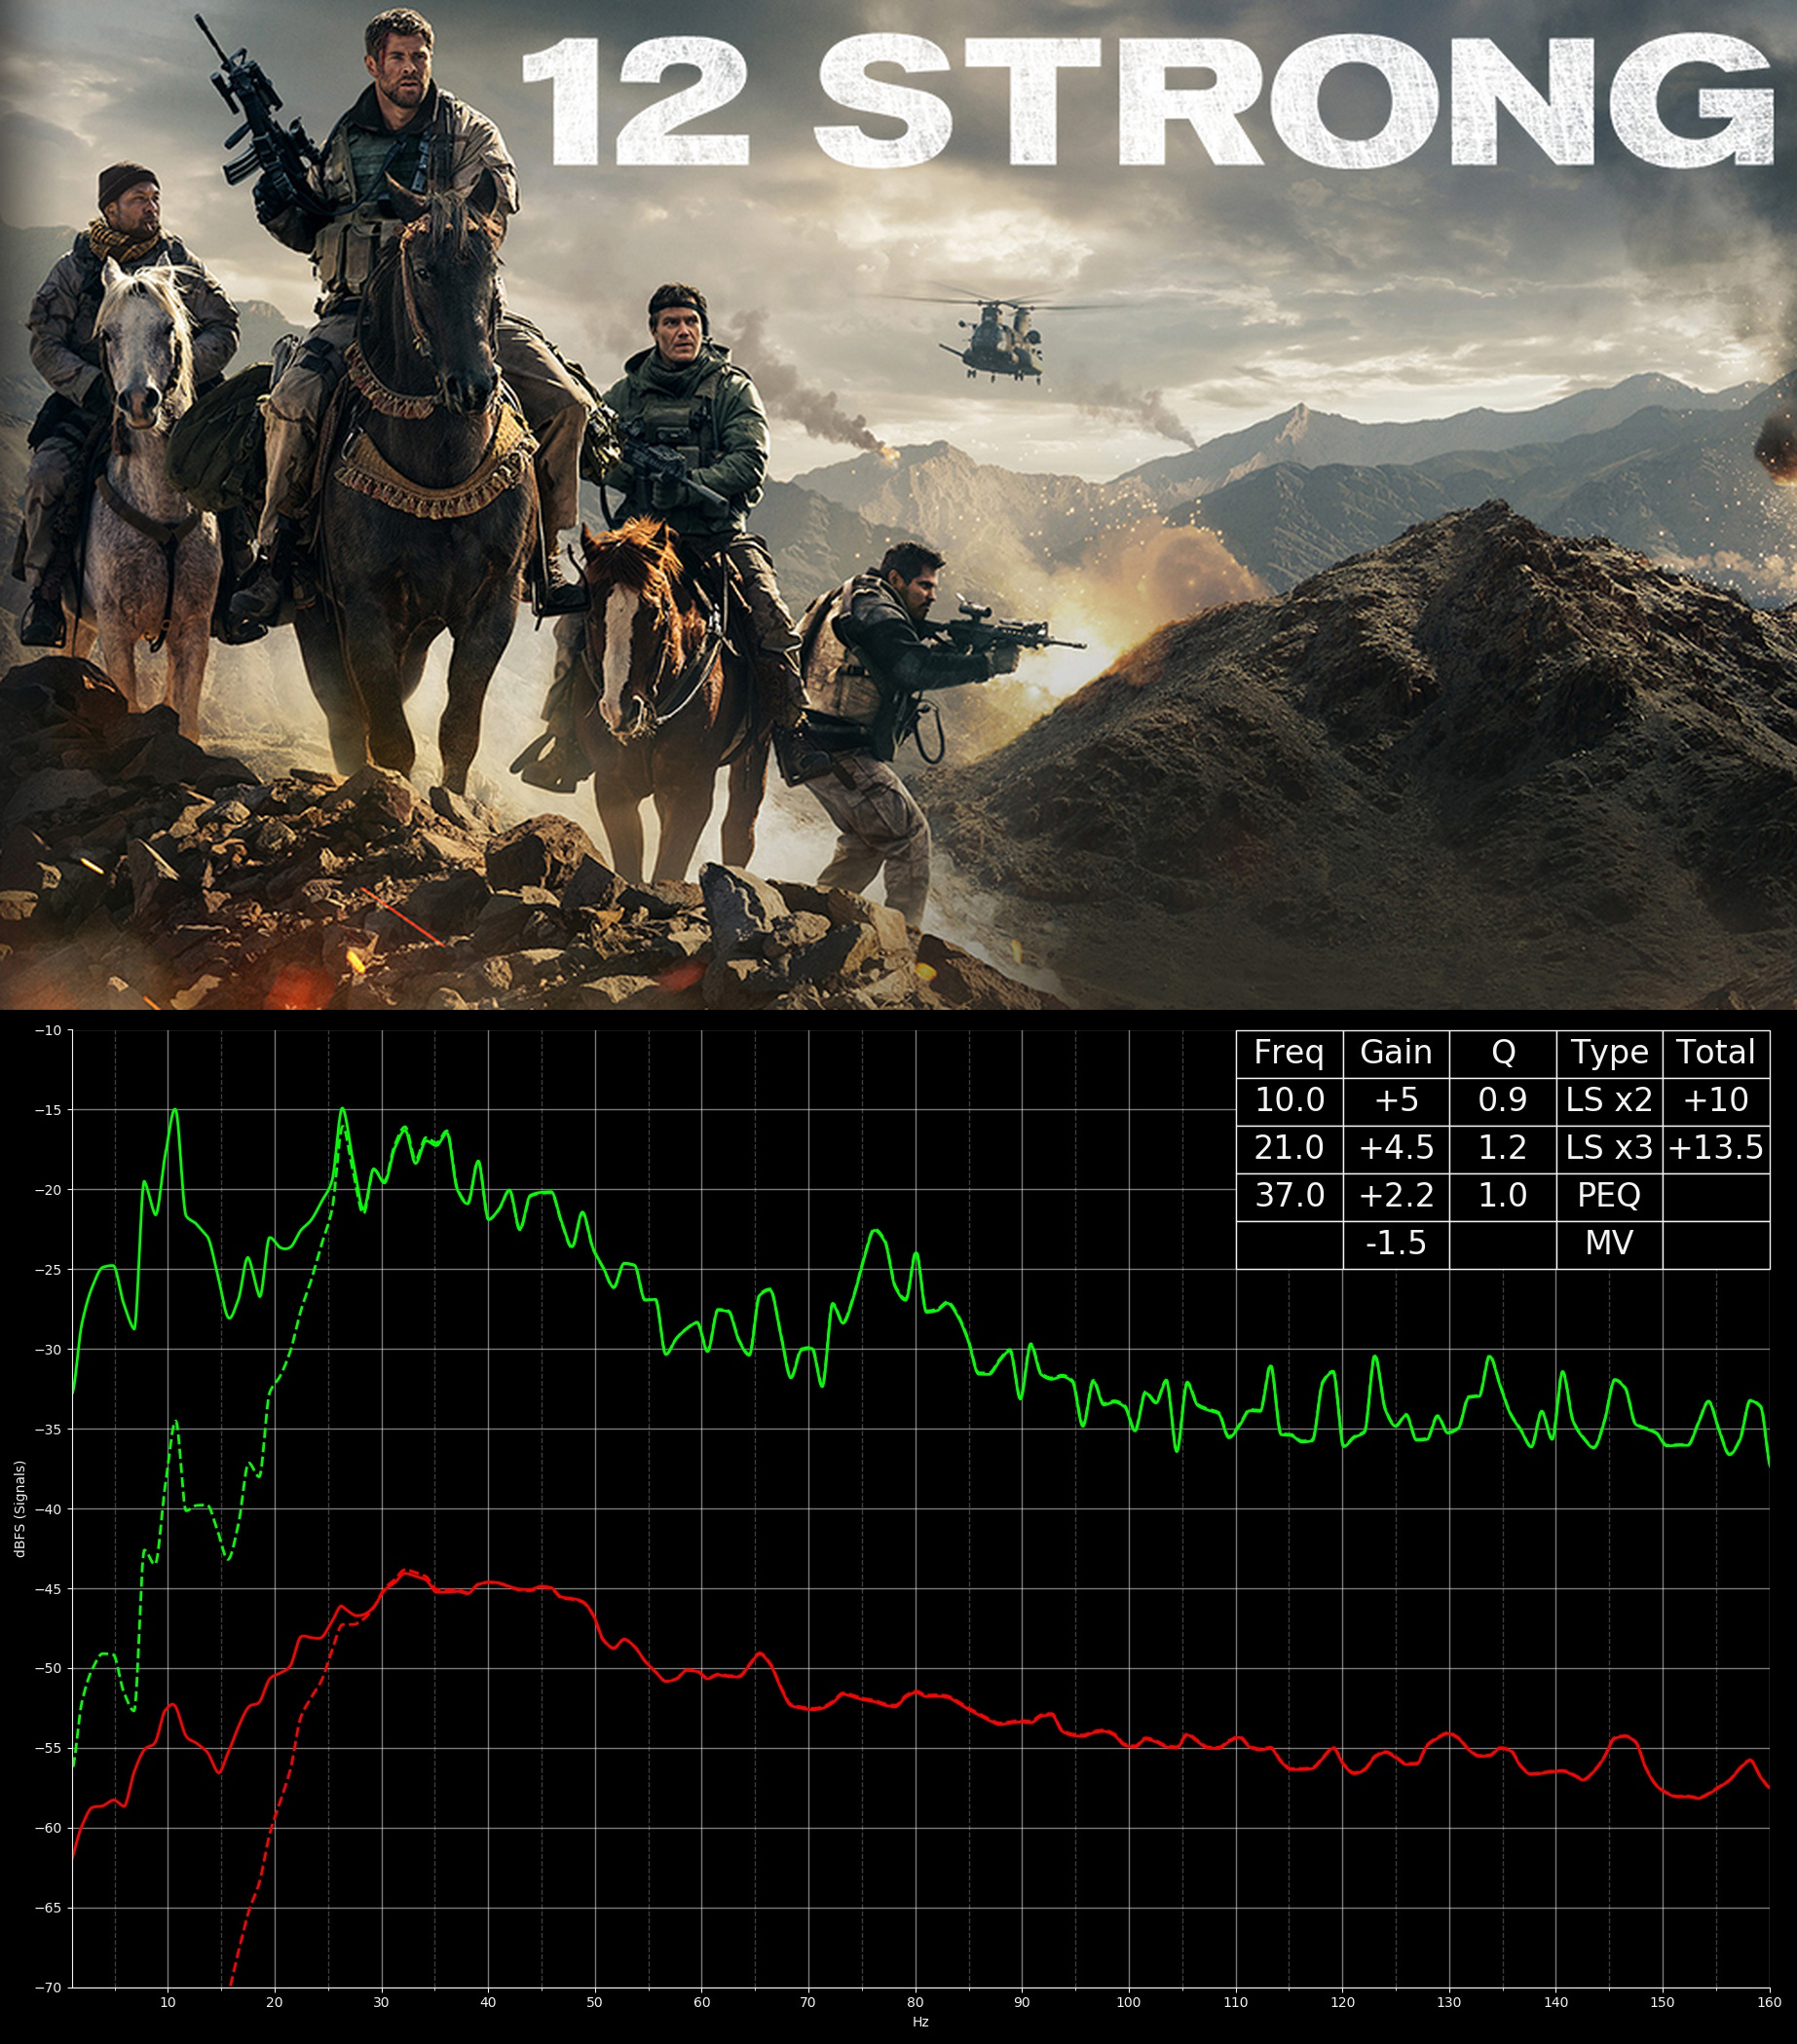 12 STRONG
Freq Gain Q Type Total
10.0 +5 0.9 LS x2 +10
21.0 +4.5 1.2 LS x3 +13.5
37.0 +2.2 1.0 PEQ
-1.5 MV
−10
−15
−20
−25
−30
−35
−40
−45
−50
−55
−60
−65
−70
dBFS (Signals)
10 20 30 40 50 60 70 80 90 100 110 120 130 140 150 160
Hz